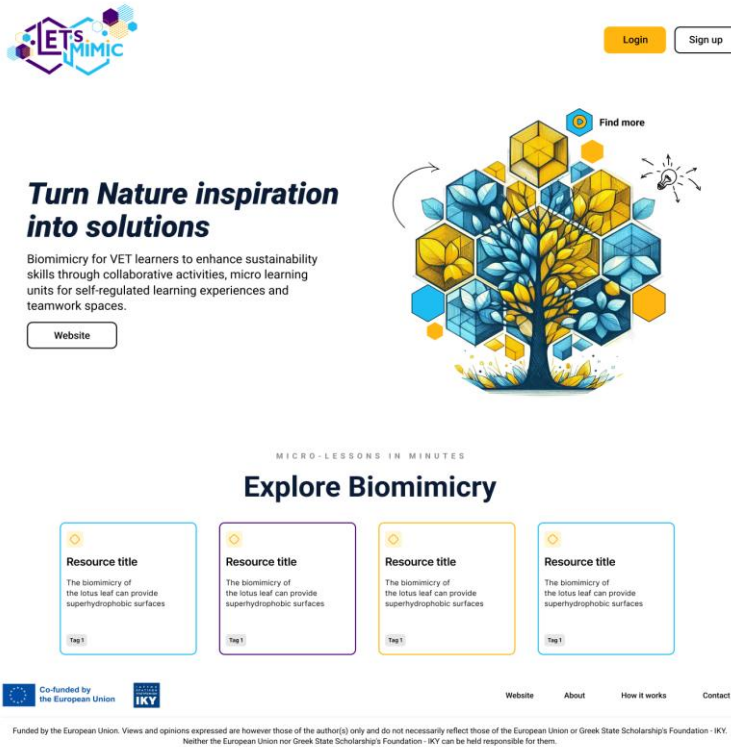 LET'S
MiMiC
Login
Sign up
Find more
Turn Nature inspiration
into solutions
Biomimicry for VET learners to enhance sustainability
skills through collaborative activities, micro learning
units for self-regulated learning experiences and
teamwork spaces.
Website
MICRO-LESSONS IN MINUTES
Explore Biomimicry
Resource title
The biomimicry of
the lotus leaf can provide
superhydrophobic surfaces
Tag 1
Resource title
The biomimicry of
the lotus leaf can provide
superhydrophobic surfaces
Tag 1
Resource title
The biomimicry of
the lotus leaf can provide
superhydrophobic surfaces
Tag 1
Resource title
The biomimicry of
the lotus leaf can provide
superhydrophobic surfaces
Tag 1
Co-funded by
the European Union
IKY
Website
About
How it works
Contact
Funded by the European Union. Views and opinions expressed are however those of the author(s) only and do not necessarily reflect those of the European Union or Greek State Scholarship's Foundation - IKY.
Neither the European Union nor Greek State Scholarship's Foundation - IKY can be held responsible for them.